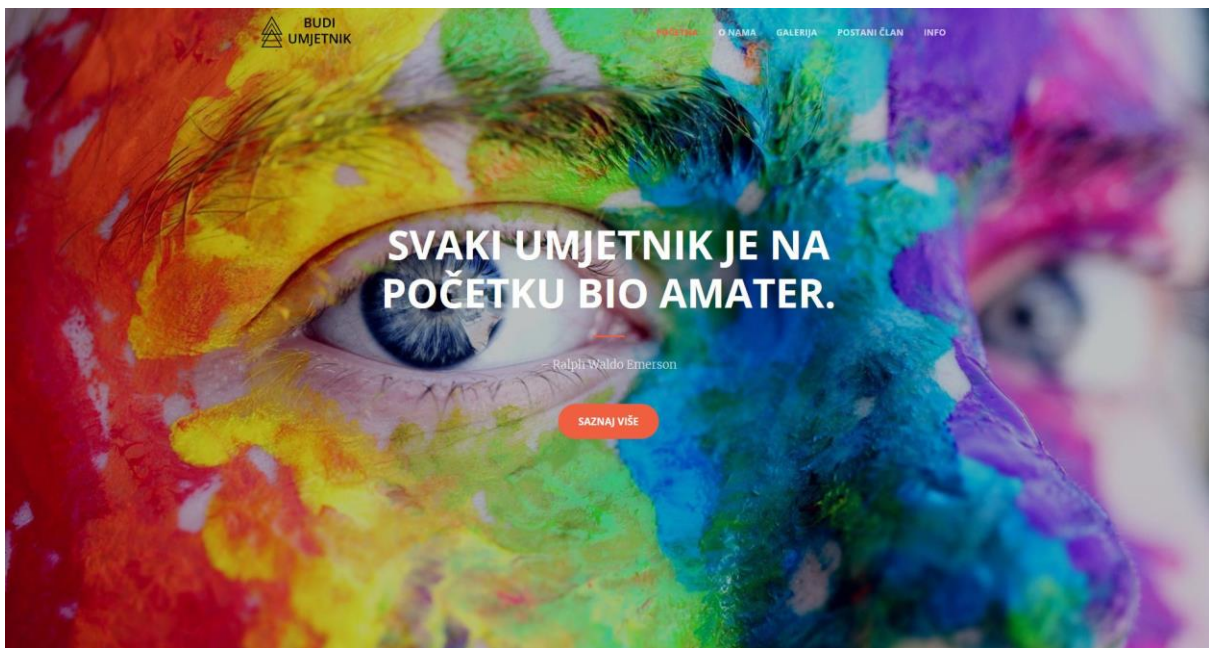 BUDI
UMJETNIK
POČETNA O NAMA GALERIJA POSTANI ČLAN INFO
SVAKI UMJETNIK JE NA
POČETKU BIO AMATER.
– Ralph Waldo Emerson
SAZNAJ VIŠE